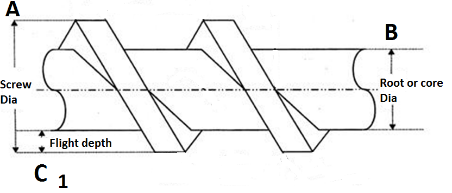 A
B
Screw
Dia
Root or core
Dia
Flight depth
C 1